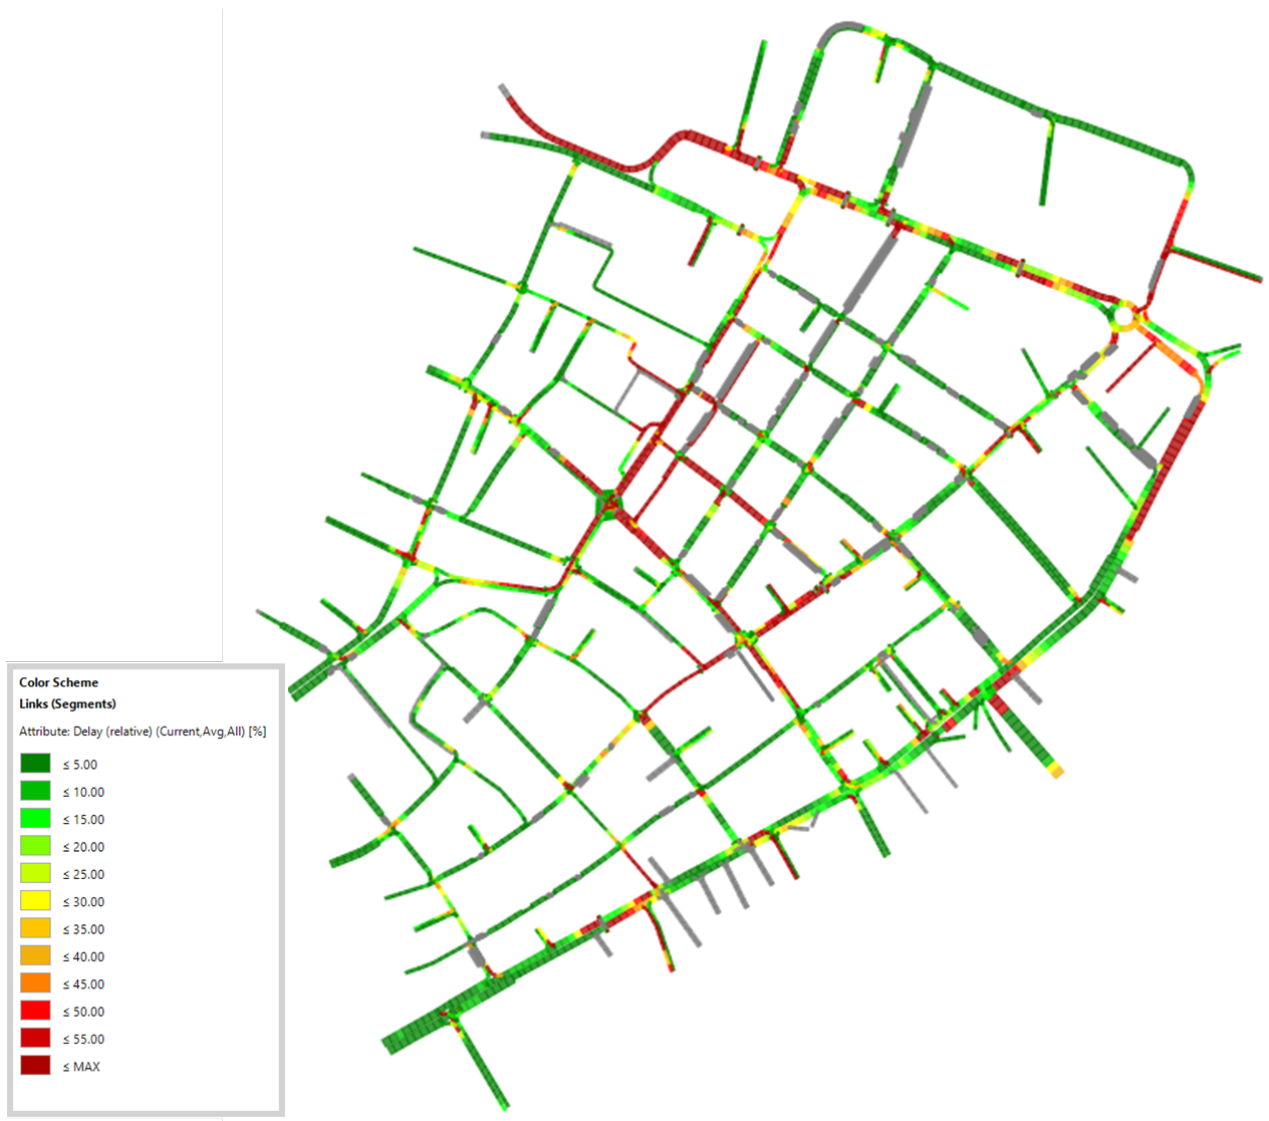 Color Scheme
Links (Segments)
Attribute: Delay (relative) (Current,Avg,All) [%]
≤ 5.00
≤ 10.00
≤ 15.00
≤ 20.00
≤ 25.00
≤ 30.00
≤ 35.00
≤ 40.00
≤ 45.00
≤ 50.00
≤ 55.00
≤ MAX